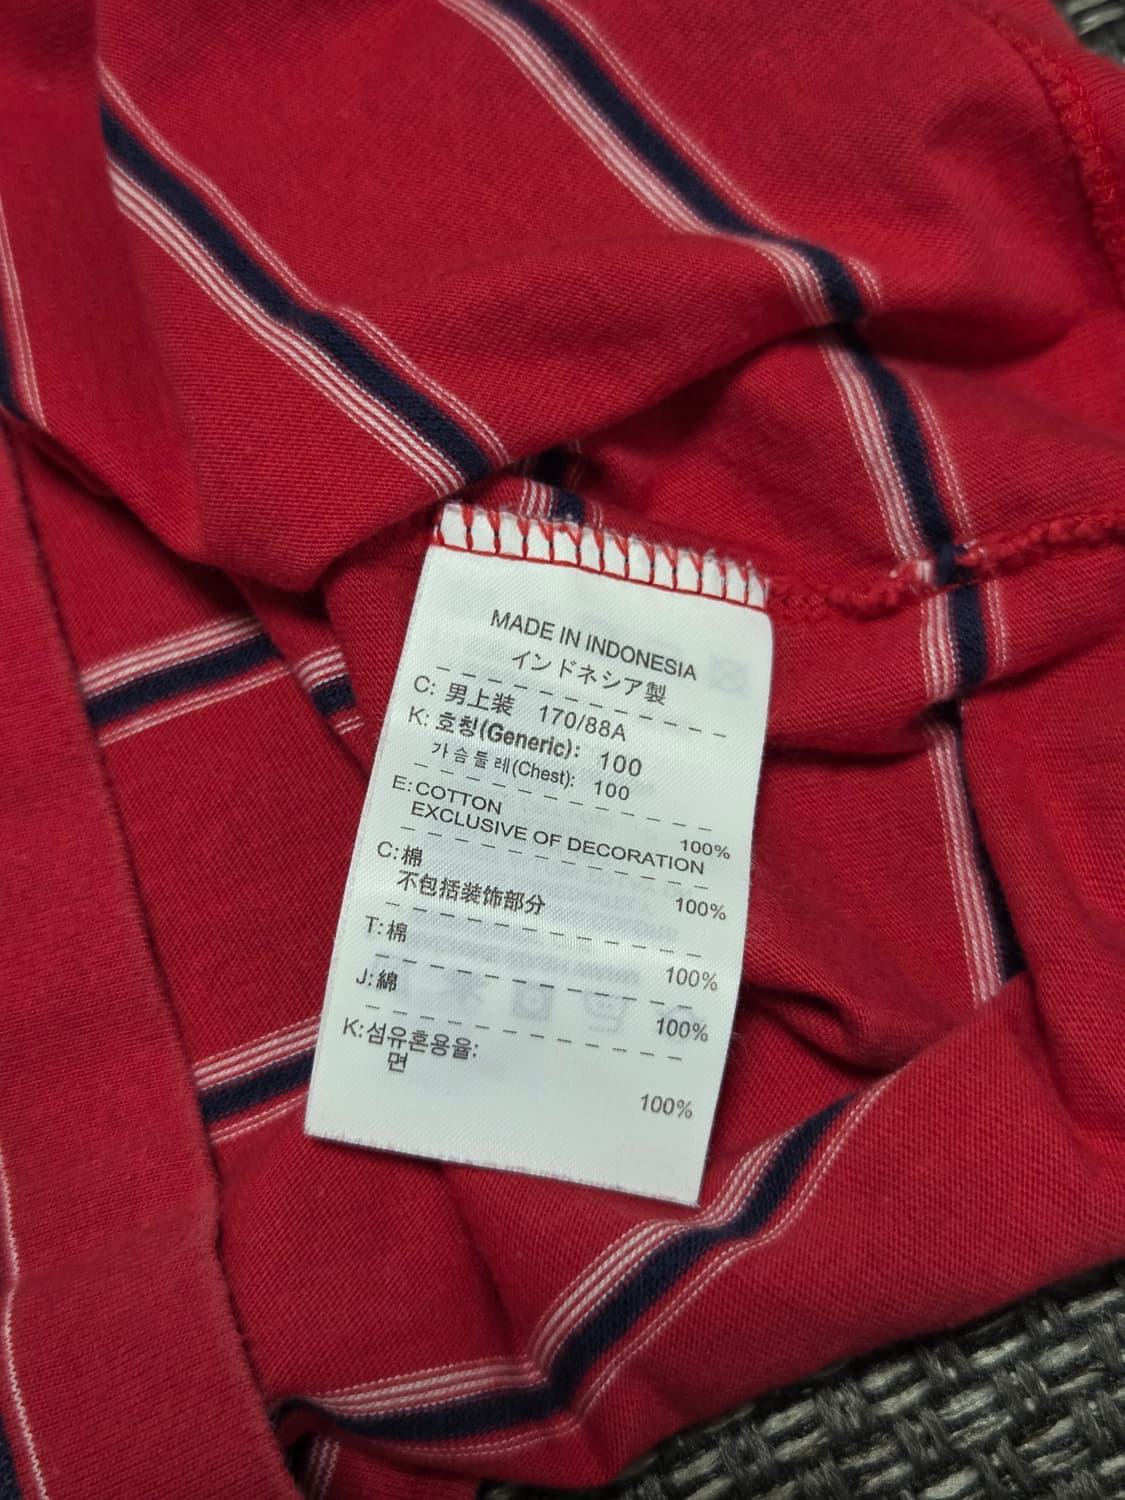 MADE IN INDONESIA
インドネシア製
C: 男上装 170/88A
K: 호칭(Generic): 100
가슴둘레(Chest): 100
E: COTTON 100%
EXCLUSIVE OF DECORATION
C: 棉 100%
不包括装饰部分
T: 棉 100%
J: 綿 100%
K: 섬유혼용율:
면 100%